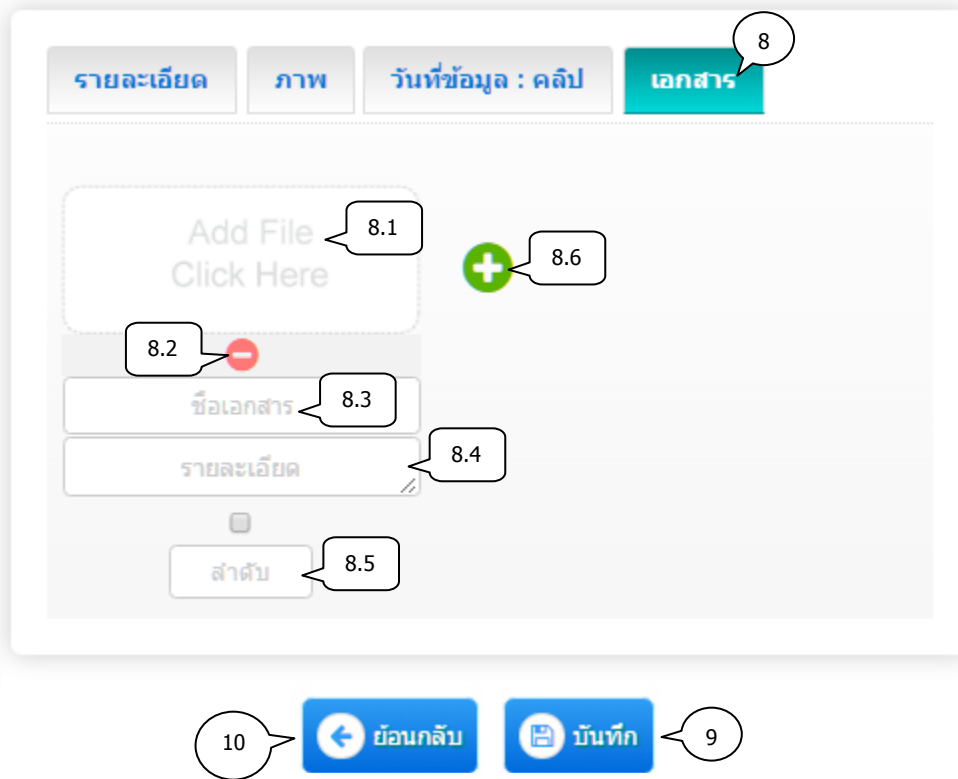 8
รายละเอียด ภาพ วันที่ข้อมูล : คลิป เอกสาร
Add File
Click Here
8.1
8.6
8.2
ชื่อเอกสาร
8.3
รายละเอียด
8.4
ลำดับ
8.5
10
ย้อนกลับ
บันทึก
9